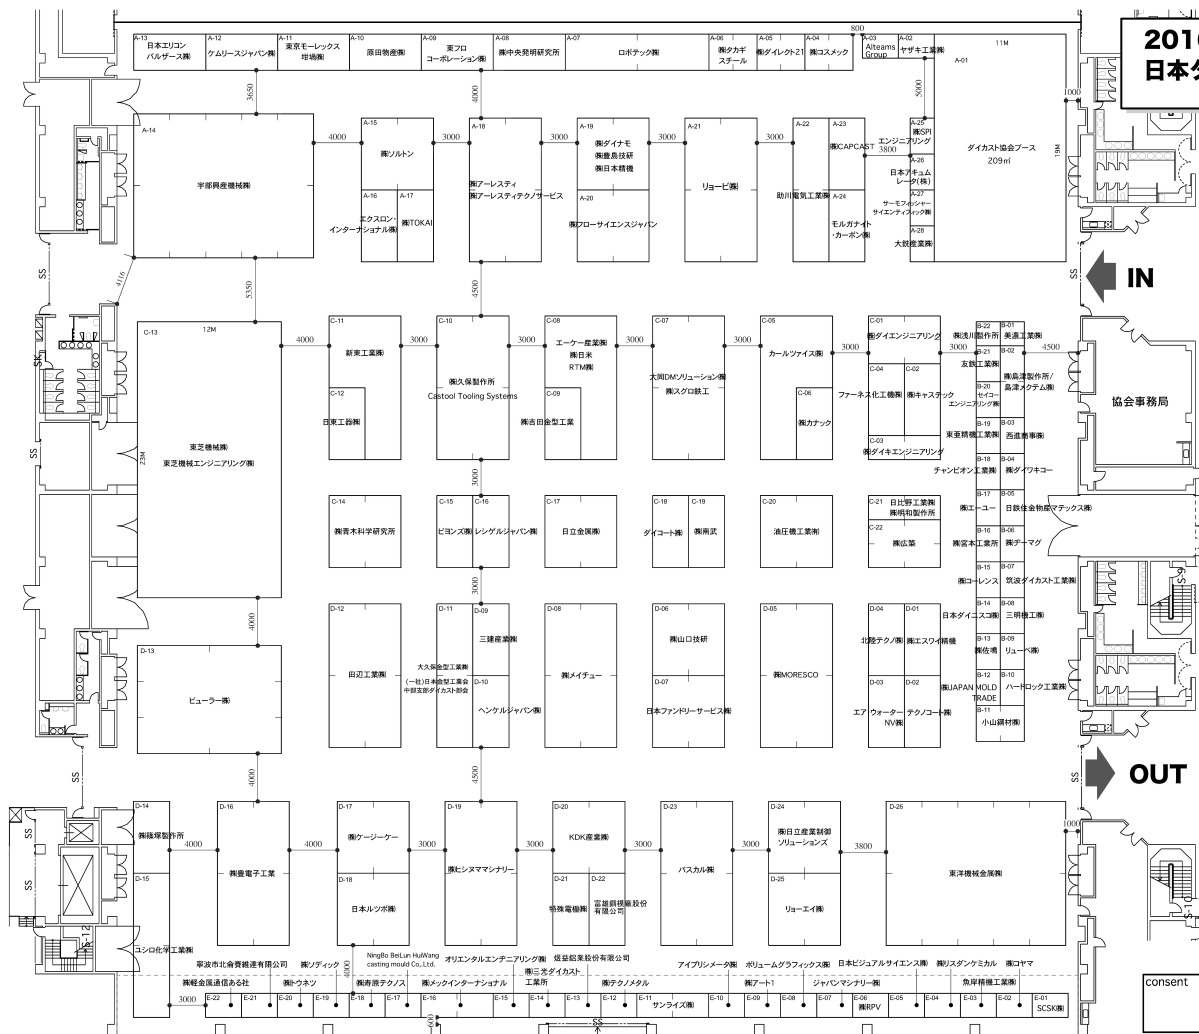 2016
日本ダ
800
A-13
日本エリコン
バルザース㈱
A-12
ケムリースジャパン㈱
A-11
東京モーレックス
坩堝㈱
A-10
原田物産㈱
A-09
東フロ
コーポレーション㈱
A-08
㈱中央発明研究所
A-07
ロボテック㈱
A-06
㈱タカギ
スチール
A-05
㈱ダイレクト21
A-04
㈱コスメック
A-03
Alteams
Group
A-02
ヤザキ工業㈱
11M
A-01
ダイカスト協会ブース
209㎡
19M
1000
3650
4000
5000
A-14
宇部興産機械㈱
4000
A-15
㈱ソルトン
A-16
エクスロン・
インターナショナル㈱
A-17
㈱TOKAI
3000
A-18
㈱アーレスティ
㈱アーレスティテクノサービス
3000
A-19
㈱ダイナモ
㈱豊島技研
㈱日本精機
A-20
㈱フローサイエンスジャパン
3000
A-21
リョービ㈱
3000
A-22
助川電気工業㈱
A-23
㈱CAPCAST
A-24
モルガナイト
・カーボン㈱
3800
A-25
㈱SPI
エンジニアリング
A-26
日本アキュム
レータ(株)
A-27
サーモフィッシャー
サイエンティフィック㈱
A-28
大銑産業㈱
SS
SS
IN
4116
5350
4500
C-13
12M
23M
東芝機械㈱
東芝機械エンジニアリング㈱
4000
C-11
新東工業㈱
C-12
日東工器㈱
3000
C-10
㈱久保製作所
Castool Tooling Systems
3000
C-08
エーケー産業㈱
㈱日米
RTM㈱
C-09
㈱吉田金型工業
3000
C-07
大同DMソリューション㈱
㈱スグロ鉄工
C-05
カールツァイス㈱
C-06
㈱カナック
3000
C-01
㈱ダイエンジニアリング
C-04
ファーネス化工機㈱
C-02
㈱キャステック
C-03
㈱ダイキエンジニアリング
3000
B-22
㈱浅川製作所
B-01
美濃工業㈱
B-21
友鉄工業㈱
B-02
㈱島津製作所/
島津メクテム㈱
B-20
セイコー
エンジニアリング㈱
B-19
東亜精機工業㈱
B-03
西進商事㈱
B-18
チャンピオン工業㈱
B-04
㈱ダイワキコー
B-17
㈱エーユー
B-05
日鉄住金物産マテックス㈱
B-16
㈱宮本工業所
B-06
㈱ヂーマグ
B-15
㈱コーレンス
B-07
筑波ダイカスト工業㈱
B-14
日本ダイニスコ㈱
B-08
三明機工㈱
B-13
㈱佐鳴
B-09
リューベ㈱
B-12
㈱JAPAN MOLD
TRADE
B-10
ハードロック工業㈱
B-11
小山鋼材㈱
4500
協会事務局
SK
SS
3000
C-14
㈱青木科学研究所
C-15
ビヨンズ㈱
C-16
レシゲルジャパン㈱
C-17
日立金属㈱
C-18
ダイコート㈱
C-19
㈱南武
C-20
油圧機工業㈲
C-21
日比野工業㈱
㈱明和製作所
C-22
㈱広築
S-9
3000
4000
D-12
田辺工業㈱
D-11
大久保金型工業㈱
(一社)日本金型工業会
中部支部ダイカスト部会
D-09
三建産業㈱
D-10
ヘンケルジャパン㈱
D-08
㈱メイチュー
D-06
㈱山口技研
D-07
日本ファンドリーサービス㈱
D-05
㈱MORESCO
D-04
北陸テクノ㈱
D-01
㈱エスワイ精機
D-03
エア ウォーター
NV㈱
D-02
テクノコート㈱
D-13
ビューラー㈱
SS
4000
4500
SS
OUT
D-14
㈱篠塚製作所
D-15
ユシロ化学工業㈱
4000
D-16
㈱豊電子工業
4000
D-17
㈱ケージーケー
D-18
日本ルツボ㈱
3000
D-19
㈱ヒシヌママシナリー
3000
D-20
KDK産業㈱
D-21
特殊電極㈱
D-22
富雄鋼模廠股份
有限公司
3000
D-23
パスカル㈱
3000
D-24
㈱日立産業制御
ソリューションズ
D-25
リョーエイ㈱
3800
D-26
東洋機械金属㈱
1000
SS
SS
S-12
S-10
4000
寧波市北侖賽維達有限公司
㈱ソディック
NingBo BeiLun HuiWang
casting mould Co.,Ltd.
オリエンタルエンヂニアリング㈱
煜益鋁業股份有限公司
アイブリシメータ㈱
ボリュームグラフィックス㈱
日本ビジュアルサイエンス㈱
㈱リスダンケミカル
㈱コヤマ
㈱軽金属通信ある社
㈱トウネツ
㈱寿原テクノス
㈱メックインターナショナル
㈱三光ダイカスト
工業所
㈱テクノメタル
㈱アート1
ジャパンマシナリー㈱
魚岸精機工業㈱
3000
E-22
E-21
E-20
E-19
E-18
E-17
E-16
E-15
E-14
E-13
E-12
E-11
サンライズ㈱
E-10
E-09
E-08
E-07
E-06
㈱RPV
E-05
E-04
E-03
E-02
E-01
SCSK㈱
600
SS
consent